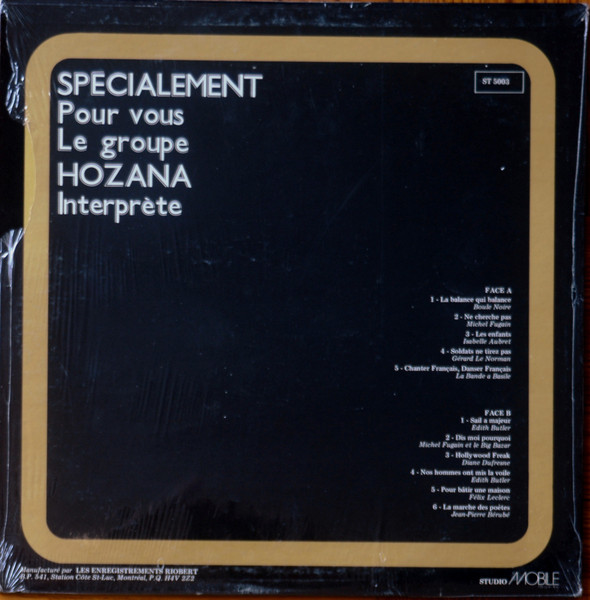 SPECIALEMENT
Pour vous
Le groupe
HOZANA
Interprète
ST 5003
FACE A
1 - La balance qui balance
Boule Noire
2 - Ne cherche pas
Michel Fugain
3 - Les enfants
Isabelle Aubret
4 - Soldats ne tirez pas
Gérard Le Norman
5 - Chanter Français, Danser Français
La Bande a Basile
FACE B
1 - Sail a majeur
Edith Butler
2 - Dis moi pourquoi
Michel Fugain et le Big Bazar
3 - Hollywood Freak
Diane Dufresne
4 - Nos hommes ont mis la voile
Edith Butler
5 - Pour bâtir une maison
Félix Leclerc
6 - La marche des poètes
Jean-Pierre Bérubé
Manufacturé par LES ENREGISTREMENTS RIOBERT
B.P. 541, Station Côte St-Luc, Montréal, P.Q. H4V 2Z2
STUDIO MOBILE